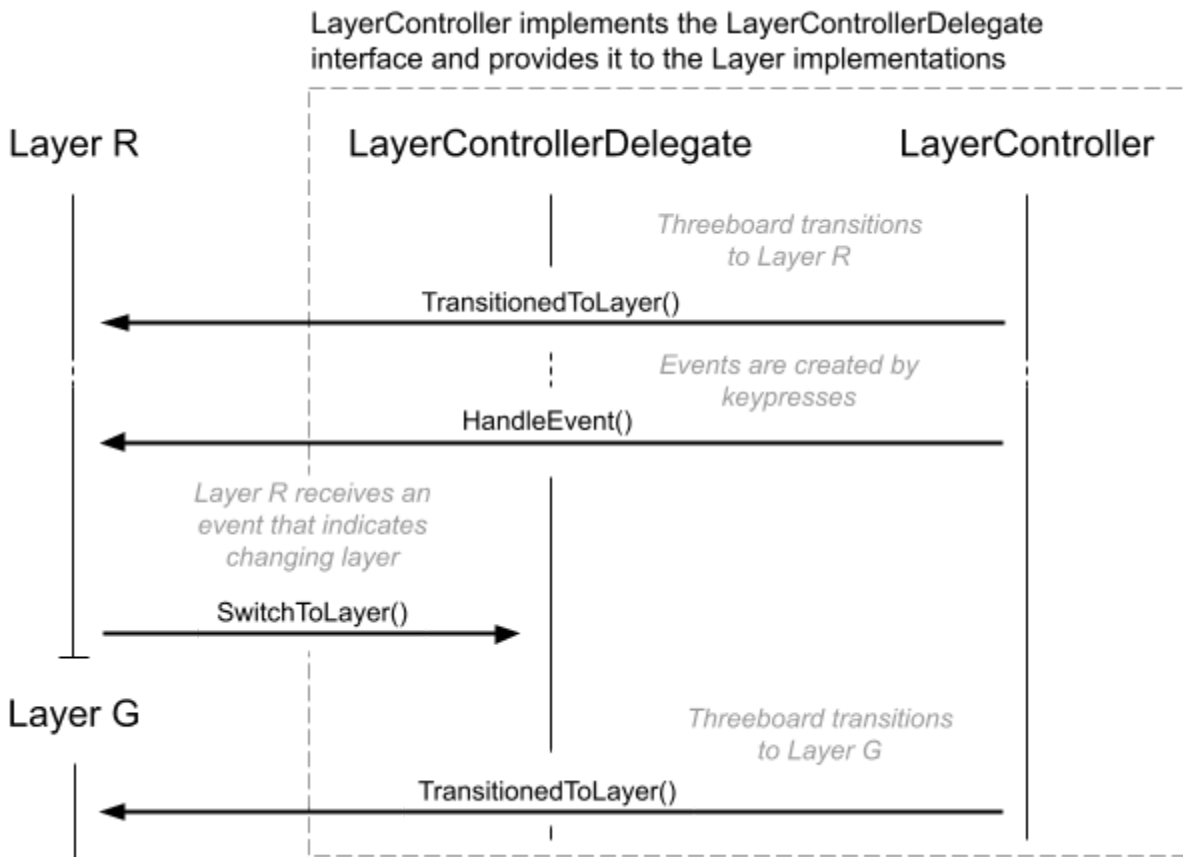 LayerController implements the LayerControllerDelegate
interface and provides it to the Layer implementations
Layer R
LayerControllerDelegate
LayerController
Threeboard transitions
to Layer R
TransitionedToLayer()
Events are created by
keypresses
HandleEvent()
Layer R receives an
event that indicates
changing layer
SwitchToLayer()
Layer G
Threeboard transitions
to Layer G
TransitionedToLayer()